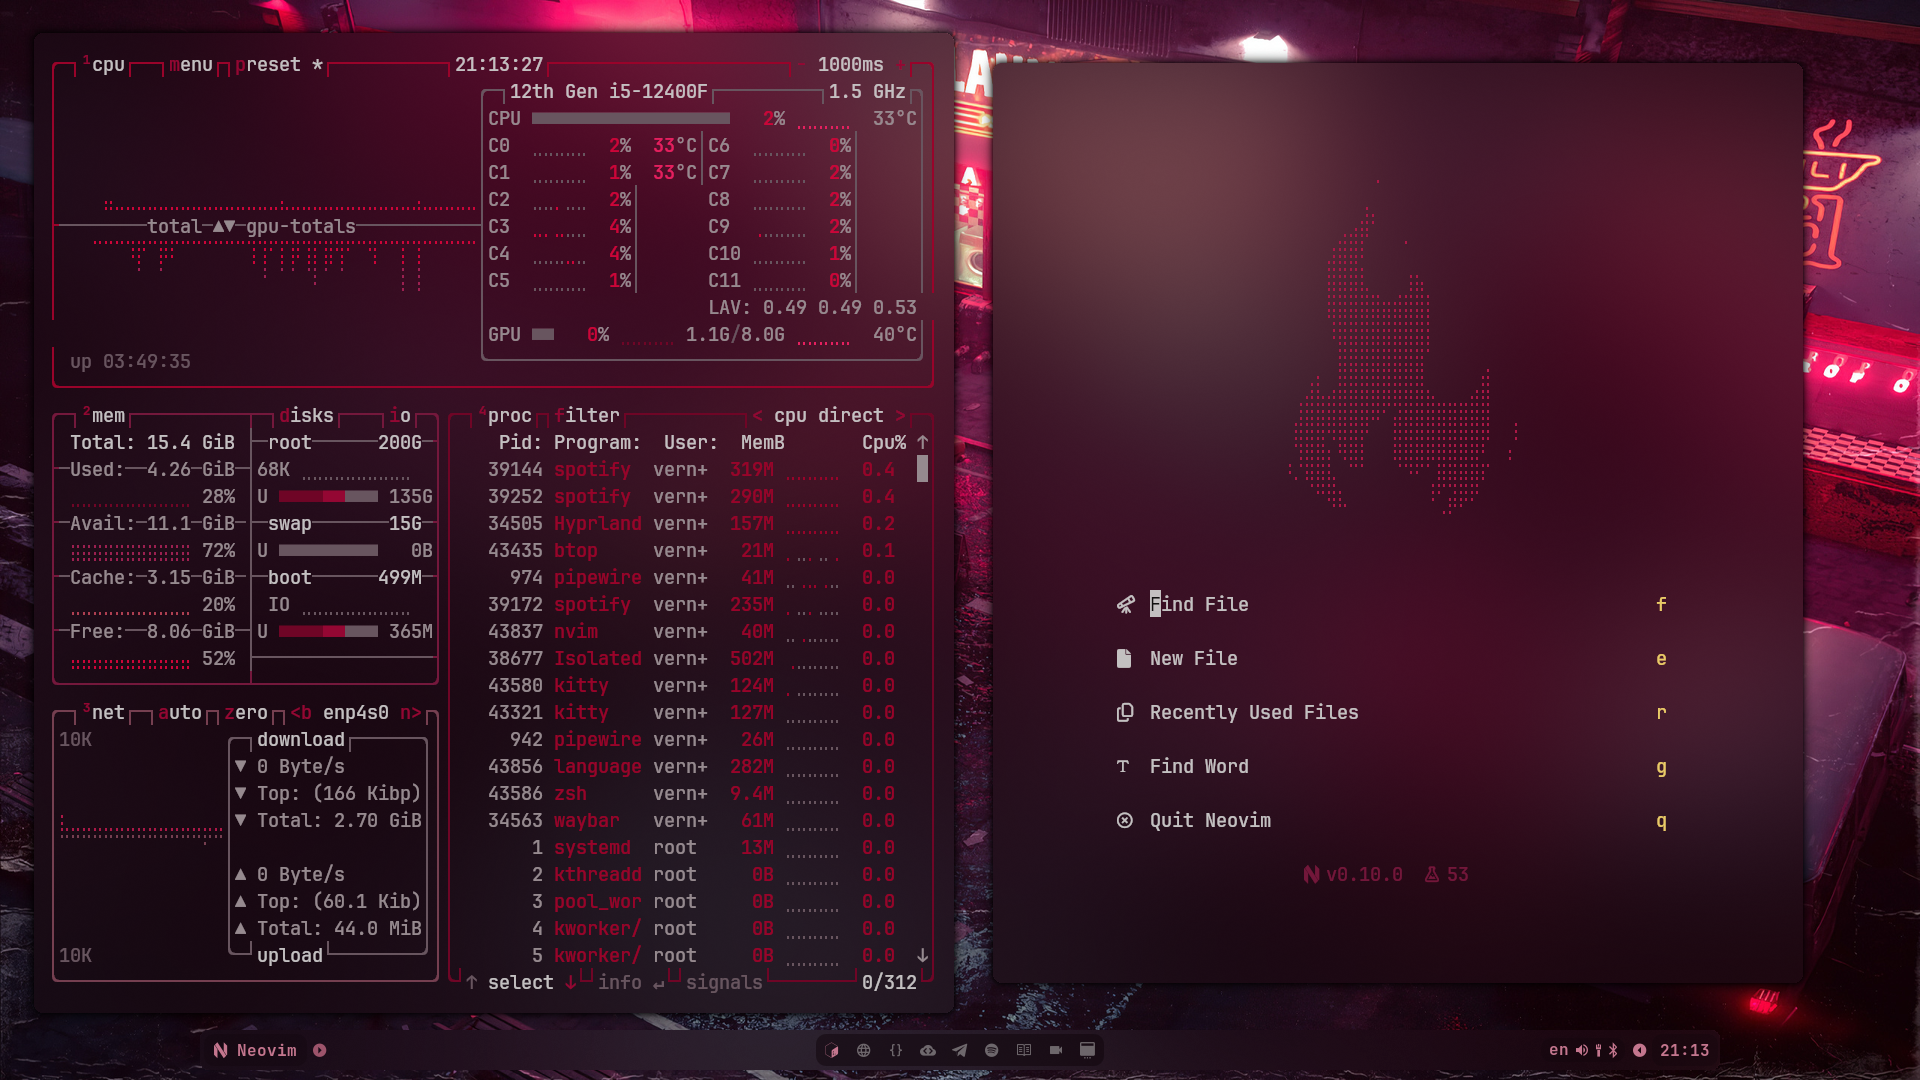 1cpu menu preset * 21:13:27 - 1000ms +
12th Gen i5-12400F 1.5 GHz
CPU 2% 33°C
C0 2% 33°C C6 0%
C1 1% 33°C C7 2%
C2 2% C8 2%
C3 4% C9 2%
C4 4% C10 1%
C5 1% C11 0%
LAV: 0.49 0.49 0.53
GPU 0% 1.1G/8.0G 40°C
total ▲▼ gpu-totals
up 03:49:35
2mem disks io
Total: 15.4 GiB
Used: 4.26 GiB
28%
Avail: 11.1 GiB
72%
Cache: 3.15 GiB
20%
Free: 8.06 GiB
52%
root 200G
68K
U 135G
swap 15G
U 0B
boot 499M
IO
U 365M
3net auto zero <b enp4s0 n>
10K
download
▼ 0 Byte/s
▼ Top: (166 Kibp)
▼ Total: 2.70 GiB
▲ 0 Byte/s
▲ Top: (60.1 Kib)
▲ Total: 44.0 MiB
10K
upload
4proc filter < cpu direct >
Pid: Program: User: MemB Cpu% ↑
39144 spotify vern+ 319M 0.4
39252 spotify vern+ 290M 0.4
34505 Hyprland vern+ 157M 0.2
43435 btop vern+ 21M 0.1
974 pipewire vern+ 41M 0.0
39172 spotify vern+ 235M 0.0
43837 nvim vern+ 40M 0.0
38677 Isolated vern+ 502M 0.0
43580 kitty vern+ 124M 0.0
43321 kitty vern+ 127M 0.0
942 pipewire vern+ 26M 0.0
43856 language vern+ 282M 0.0
43586 zsh vern+ 9.4M 0.0
34563 waybar vern+ 61M 0.0
1 systemd root 13M 0.0
2 kthreadd root 0B 0.0
3 pool_wor root 0B 0.0
4 kworker/ root 0B 0.0
5 kworker/ root 0B 0.0 ↓
↑ select ↓ info ↵ signals 0/312
Find File f
New File e
Recently Used Files r
Find Word g
Quit Neovim q
v0.10.0 53
Neovim
en
21:13